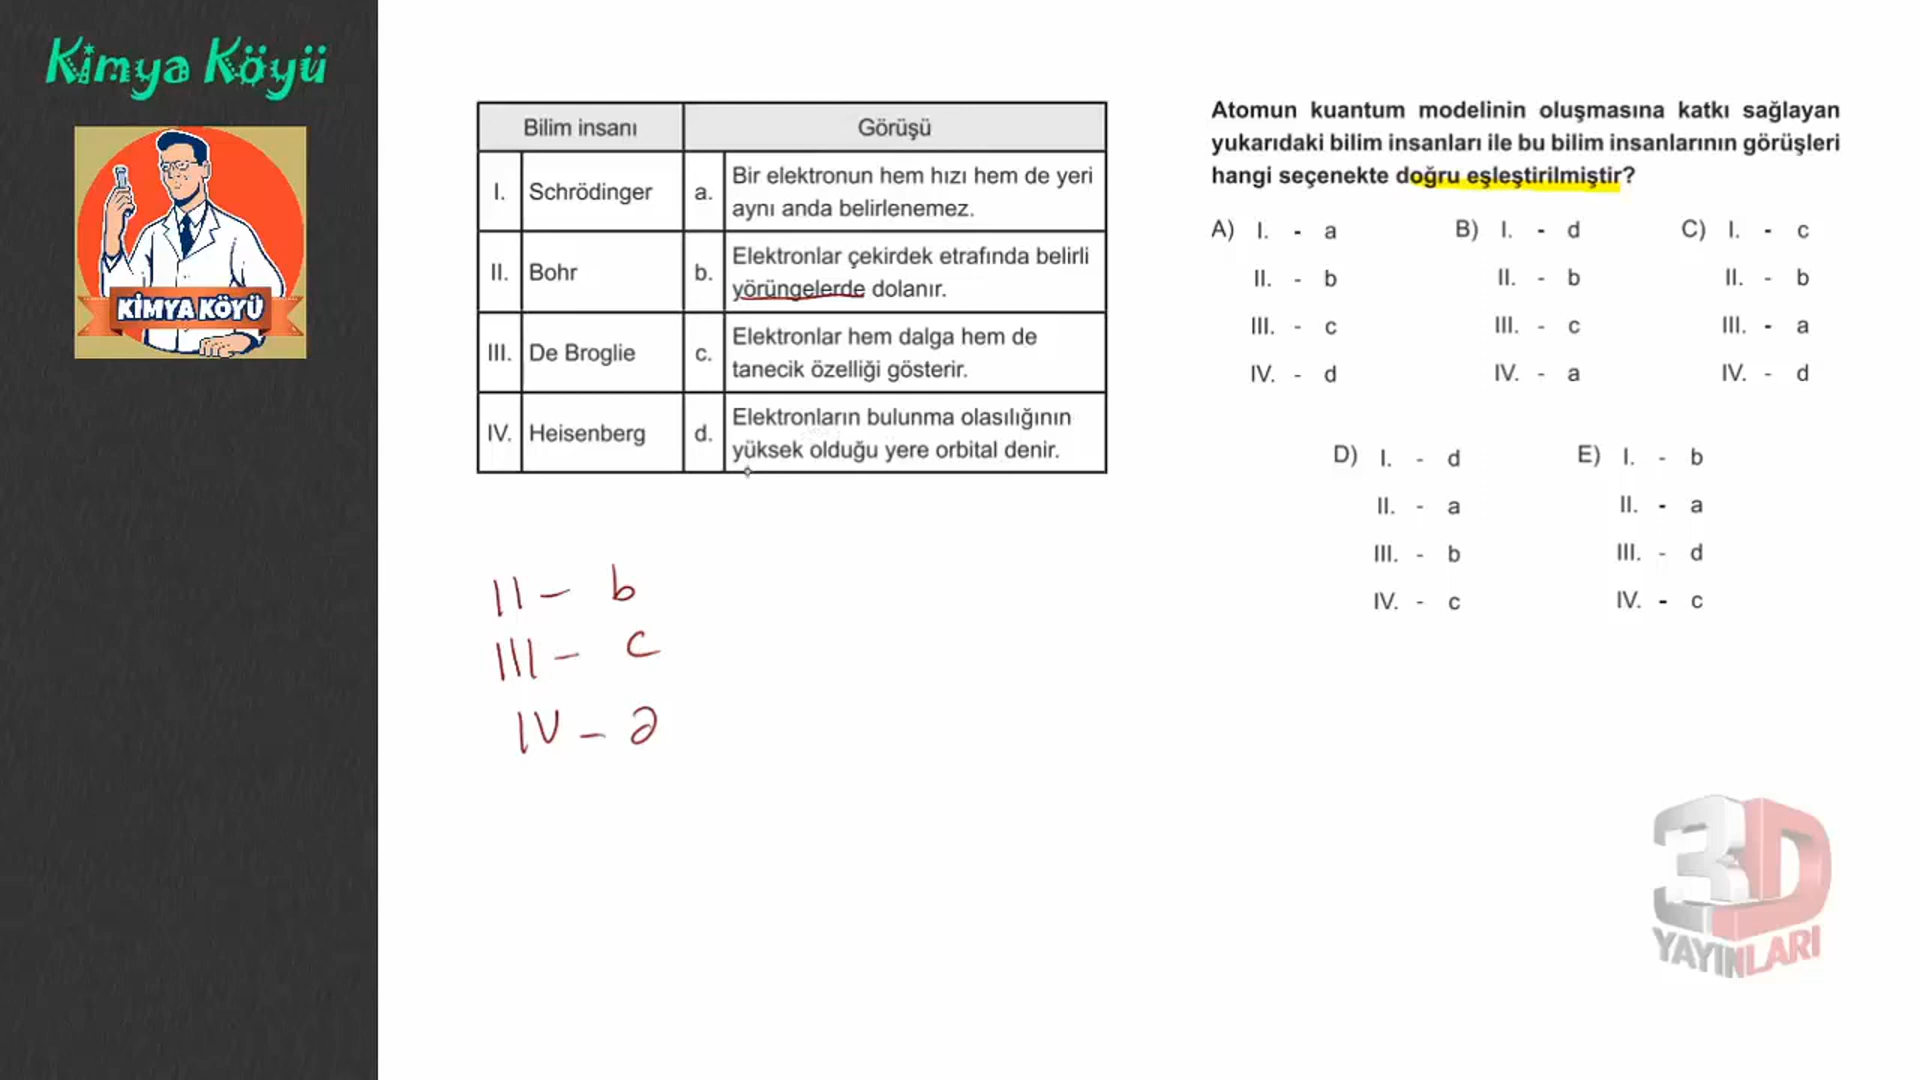 Kimya Köyü
KİMYA KÖYÜ
Bilim insanı Görüşü
I. Schrödinger a. Bir elektronun hem hızı hem de yeri
aynı anda belirlenemez.
II. Bohr b. Elektronlar çekirdek etrafında belirli
yörüngelerde dolanır.
III. De Broglie c. Elektronlar hem dalga hem de
tanecik özelliği gösterir.
IV. Heisenberg d. Elektronların bulunma olasılığının
yüksek olduğu yere orbital denir.
II - b
III - c
IV - a
Atomun kuantum modelinin oluşmasına katkı sağlayan
yukarıdaki bilim insanları ile bu bilim insanlarının görüşleri
hangi seçenekte doğru eşleştirilmiştir?
A) I. - a B) I. - d C) I. - c
II. - b II. - b II. - b
III. - c III. - c III. - a
IV. - d IV. - a IV. - d
D) I. - d E) I. - b
II. - a II. - a
III. - b III. - d
IV. - c IV. - c
3D
YAYINLARI